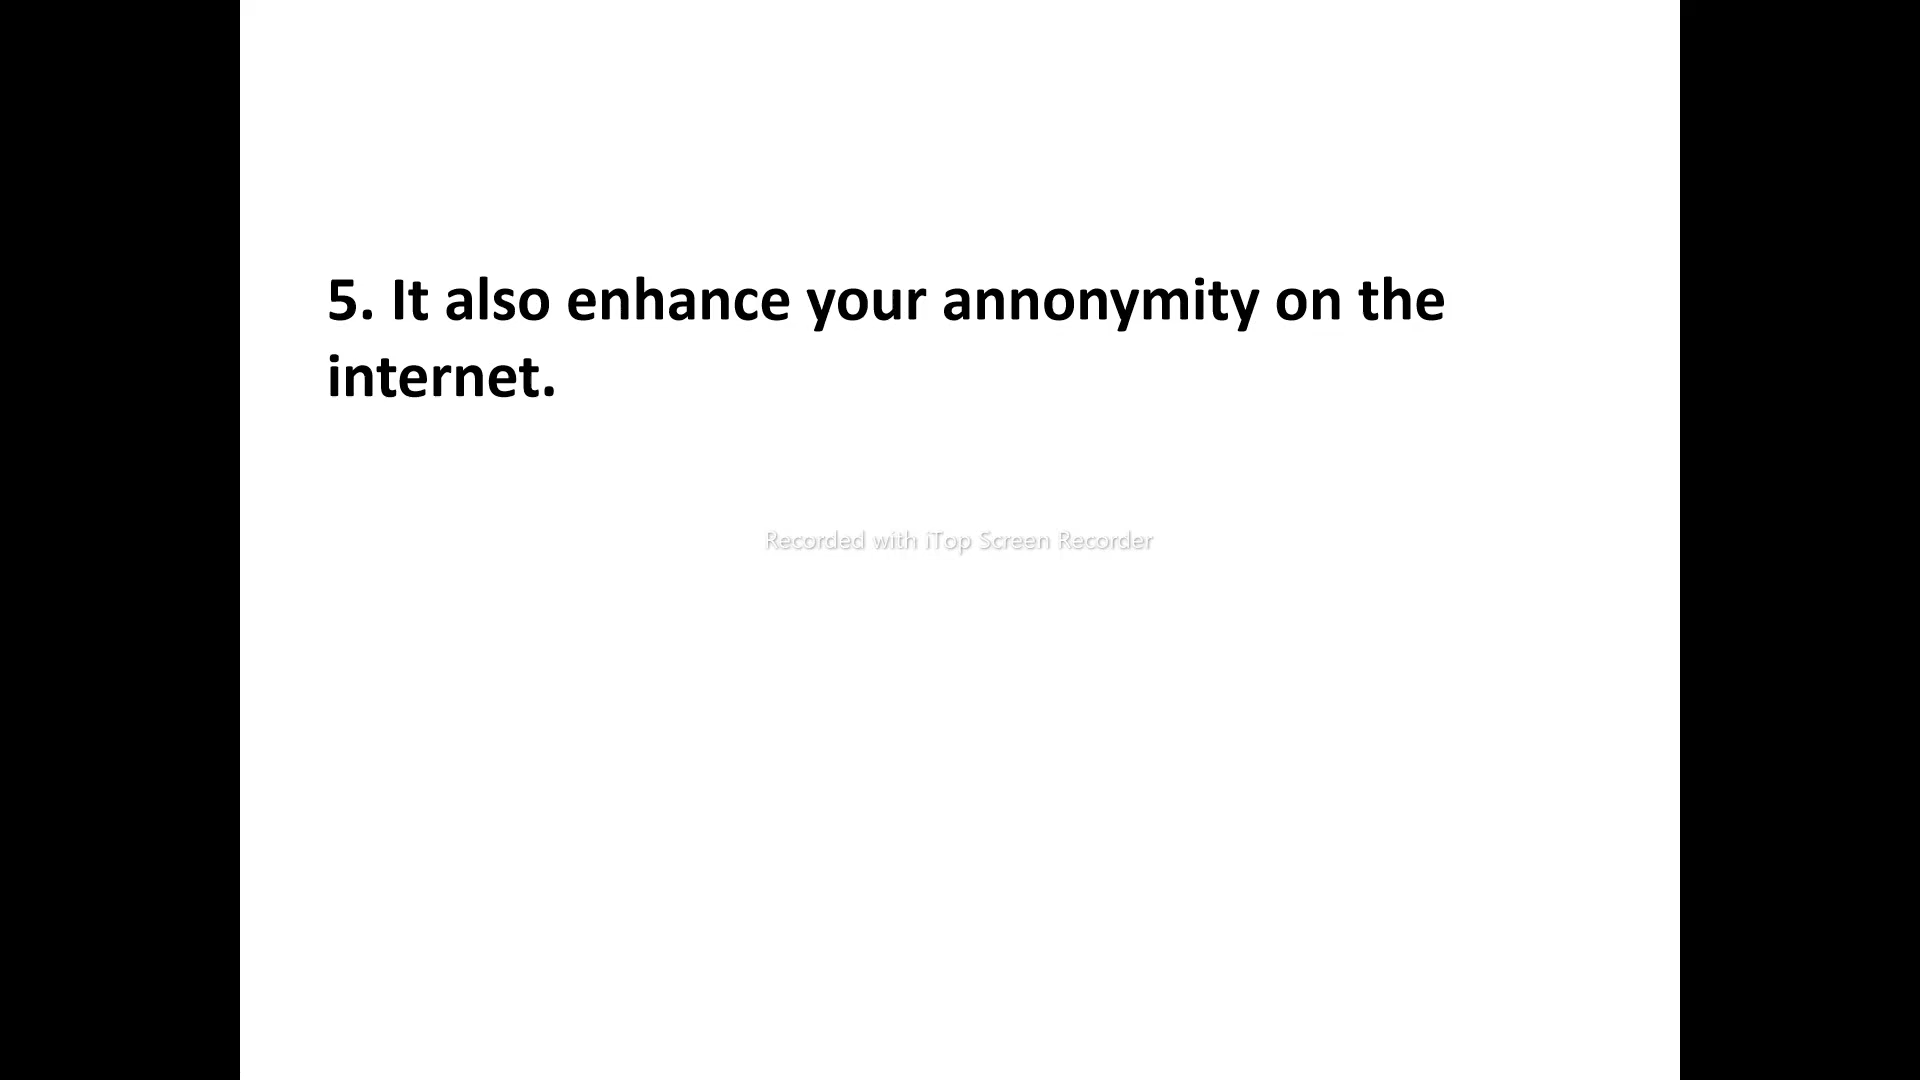 5. It also enhance your annonymity on the
internet.
Recorded with iTop Screen Recorder